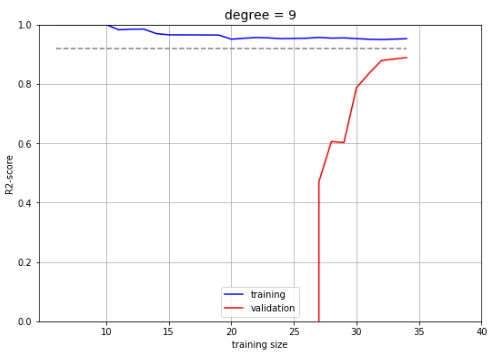 degree = 9
1.0
0.8
0.6
0.4
0.2
0.0
R2-score
training
validation
10 15 20 25 30 35 40
training size